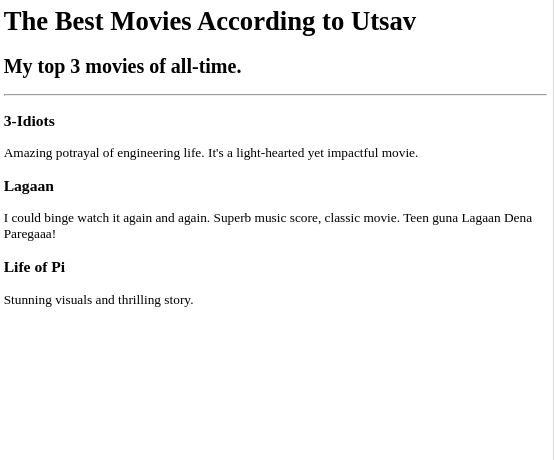 The Best Movies According to Utsav
My top 3 movies of all-time.
3-Idiots
Amazing potrayal of engineering life. It's a light-hearted yet impactful movie.
Lagaan
I could binge watch it again and again. Superb music score, classic movie. Teen guna Lagaan Dena
Paregaaa!
Life of Pi
Stunning visuals and thrilling story.